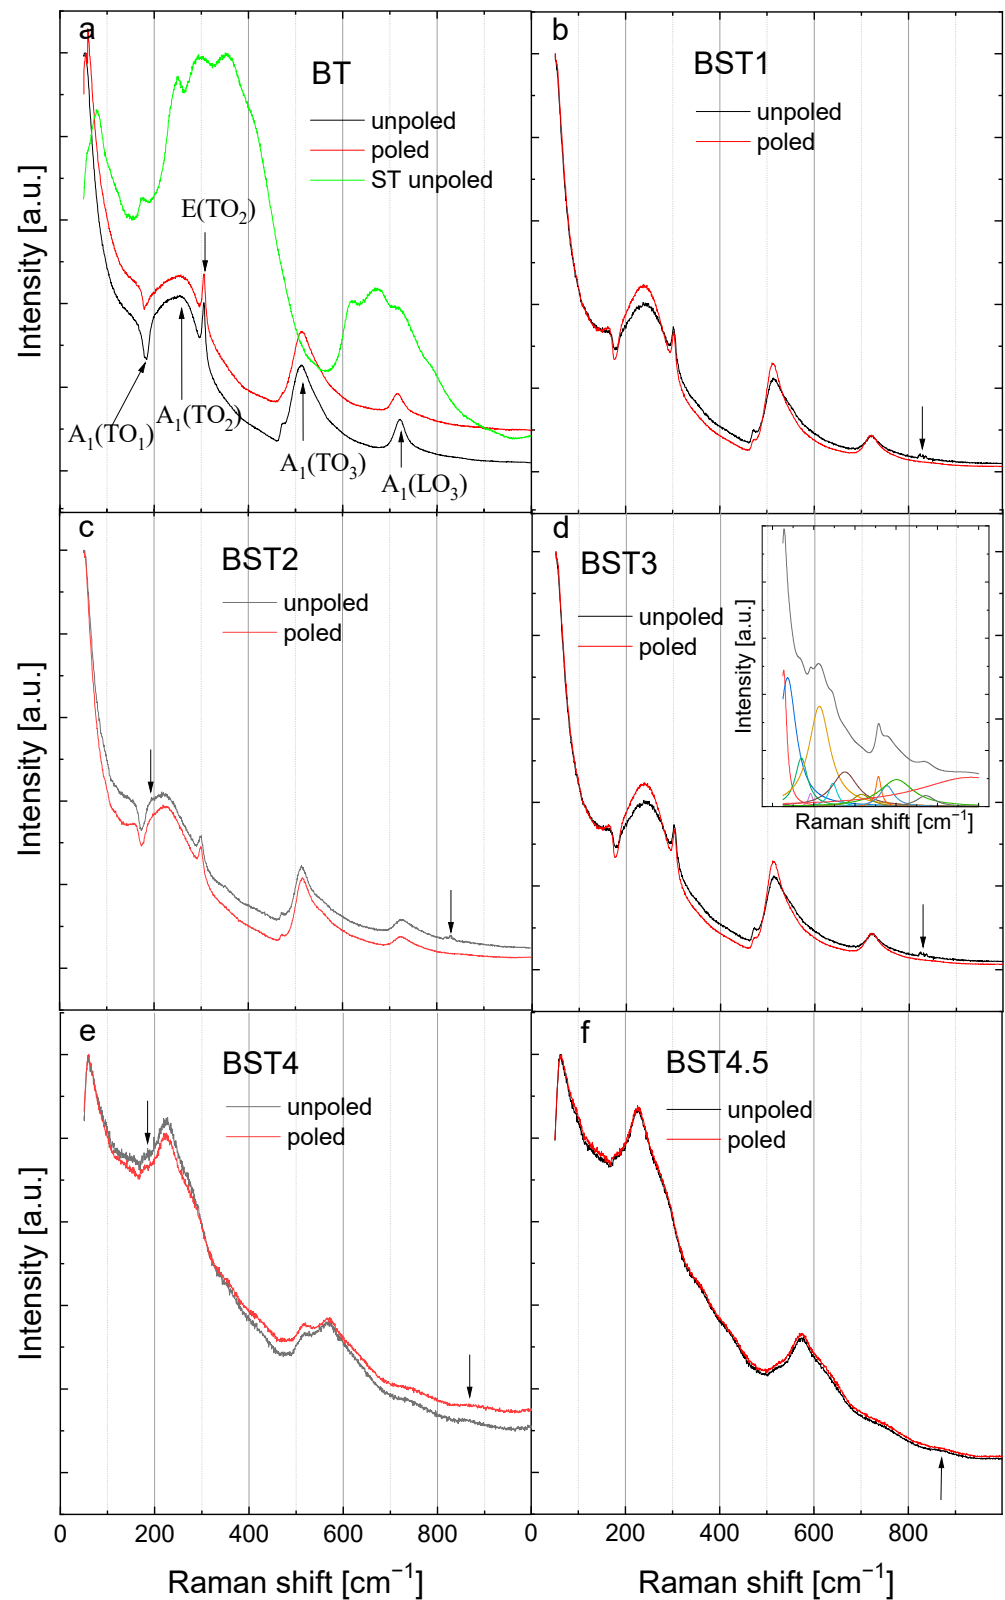 a
BT
unpoled
poled
ST unpoled
E(TO₂)
A₁(TO₁)
A₁(TO₂)
A₁(TO₃)
A₁(LO₃)
Intensity [a.u.]
b
BST1
unpoled
poled
c
BST2
unpoled
poled
Intensity [a.u.]
d
BST3
unpoled
poled
Intensity [a.u.]
Raman shift [cm⁻¹]
e
BST4
unpoled
poled
Intensity [a.u.]
f
BST4.5
unpoled
poled
0 200 400 600 800 0 200 400 600 800
Raman shift [cm⁻¹] Raman shift [cm⁻¹]